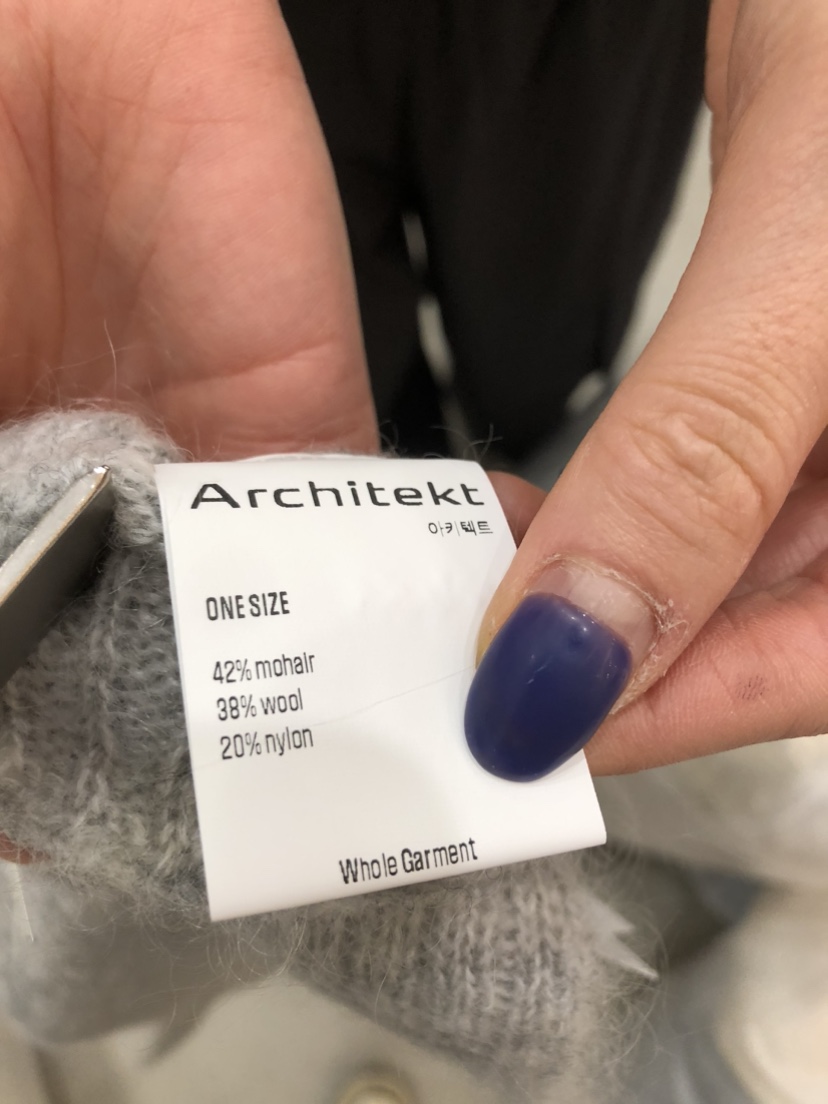 Architekt
아키텍트
ONE SIZE
42% mohair
38% wool
20% nylon
Whole Garment